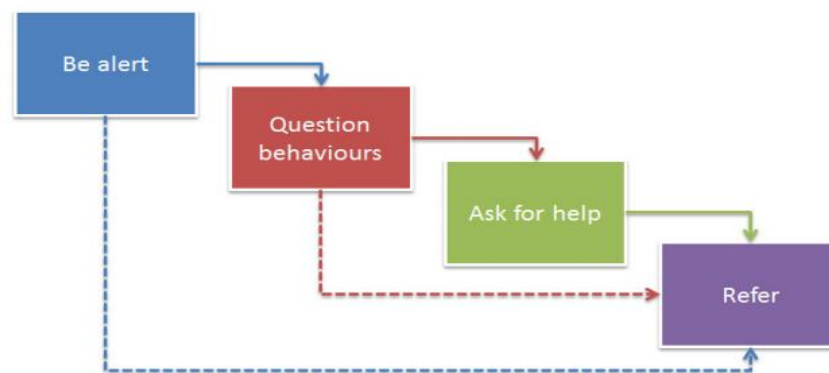 Be alert
Question
behaviours
Ask for help
Refer